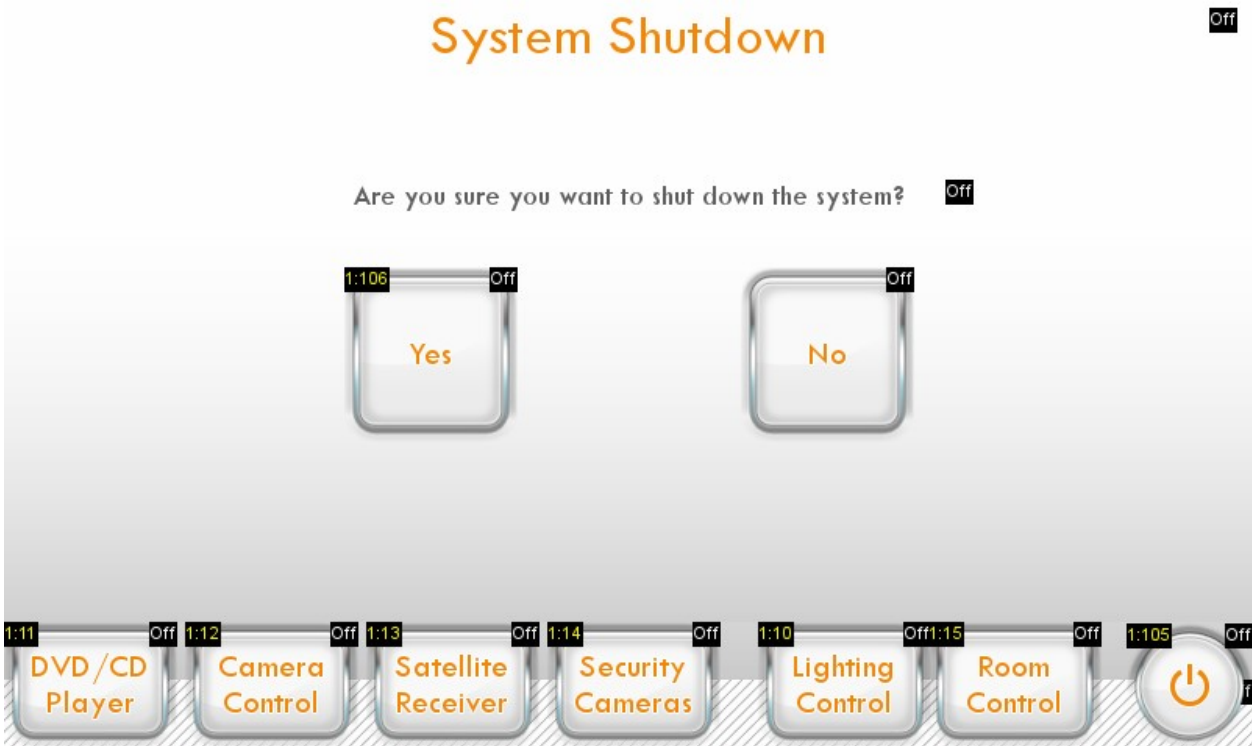 System Shutdown
Off
Are you sure you want to shut down the system?
Off
1:106
Off
Off
Yes
No
1:11
Off
1:12
Off
1:13
Off
1:14
Off
1:10
Off
1:15
Off
1:105
Off
DVD/CD
Player
Camera
Control
Satellite
Receiver
Security
Cameras
Lighting
Control
Room
Control
f